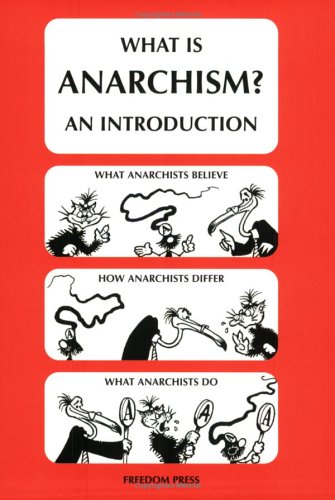 WHAT IS
ANARCHISM?
AN INTRODUCTION
WHAT ANARCHISTS BELIEVE
A
HOW ANARCHISTS DIFFER
A
WHAT ANARCHISTS DO
A A A
FREEDOM PRESS